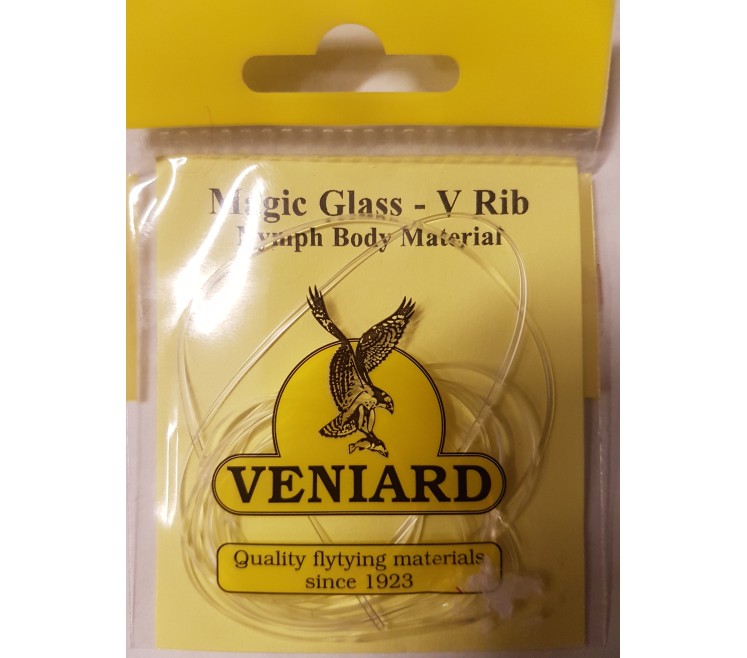 Magic Glass - V Rib
Nymph Body Material
VENIARD
Quality flytying materials
since 1923